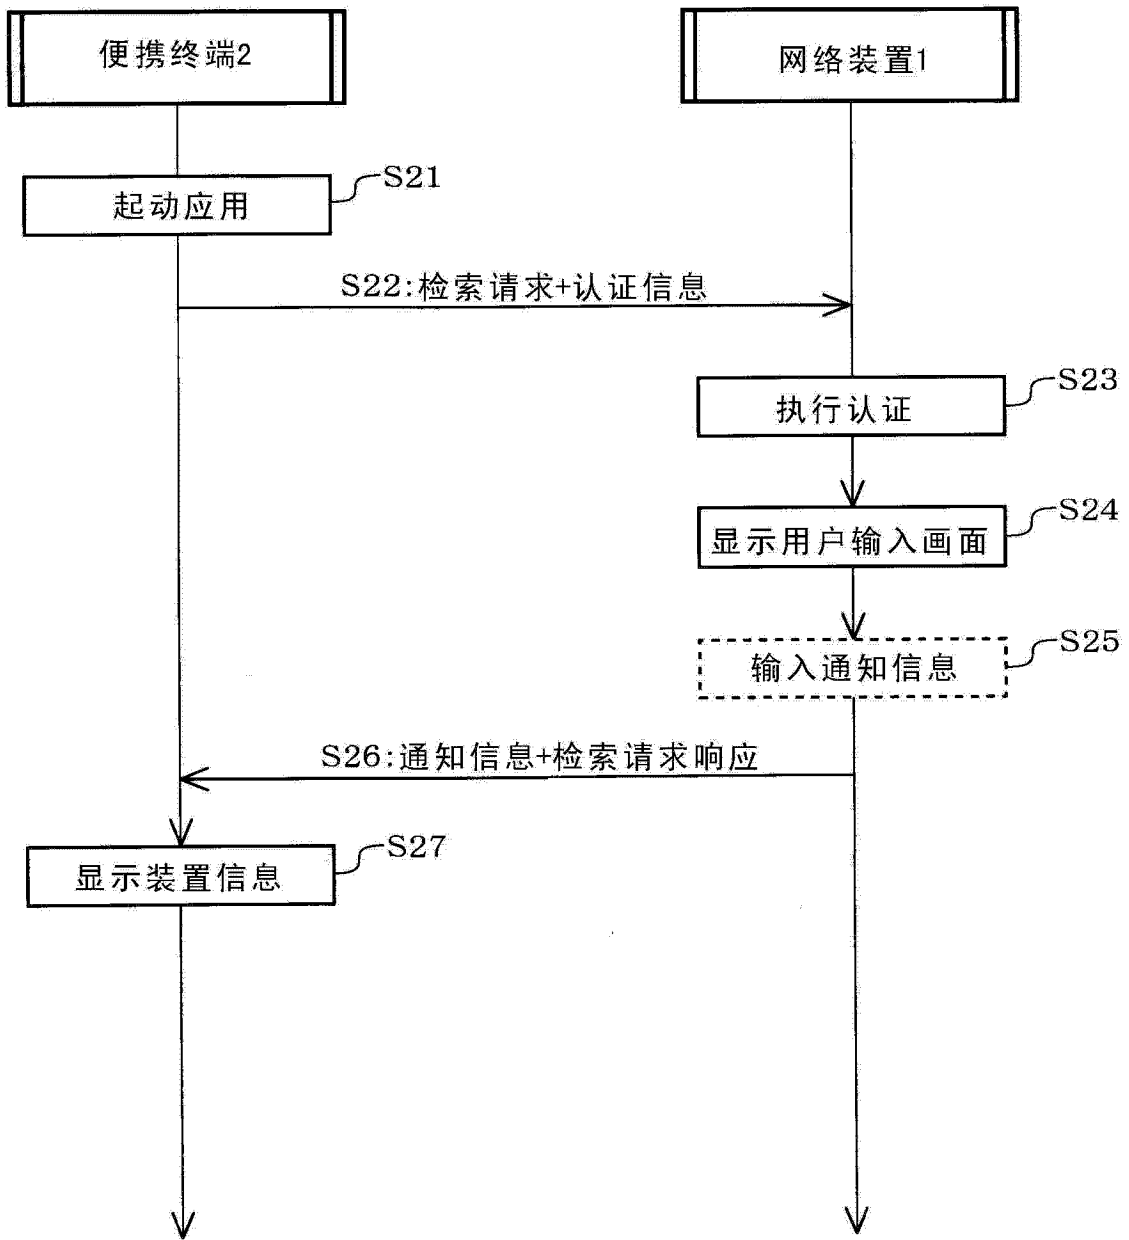 便携终端2
网络装置1
S21
起动应用
S22:检索请求+认证信息
S23
执行认证
S24
显示用户输入画面
S25
输入通知信息
S26:通知信息+检索请求响应
S27
显示装置信息